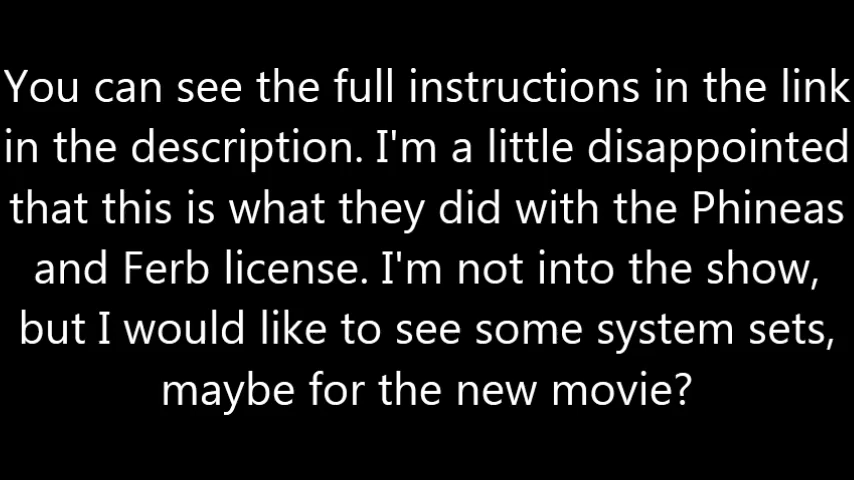 You can see the full instructions in the link
in the description. I'm a little disappointed
that this is what they did with the Phineas
and Ferb license. I'm not into the show,
but I would like to see some system sets,
maybe for the new movie?